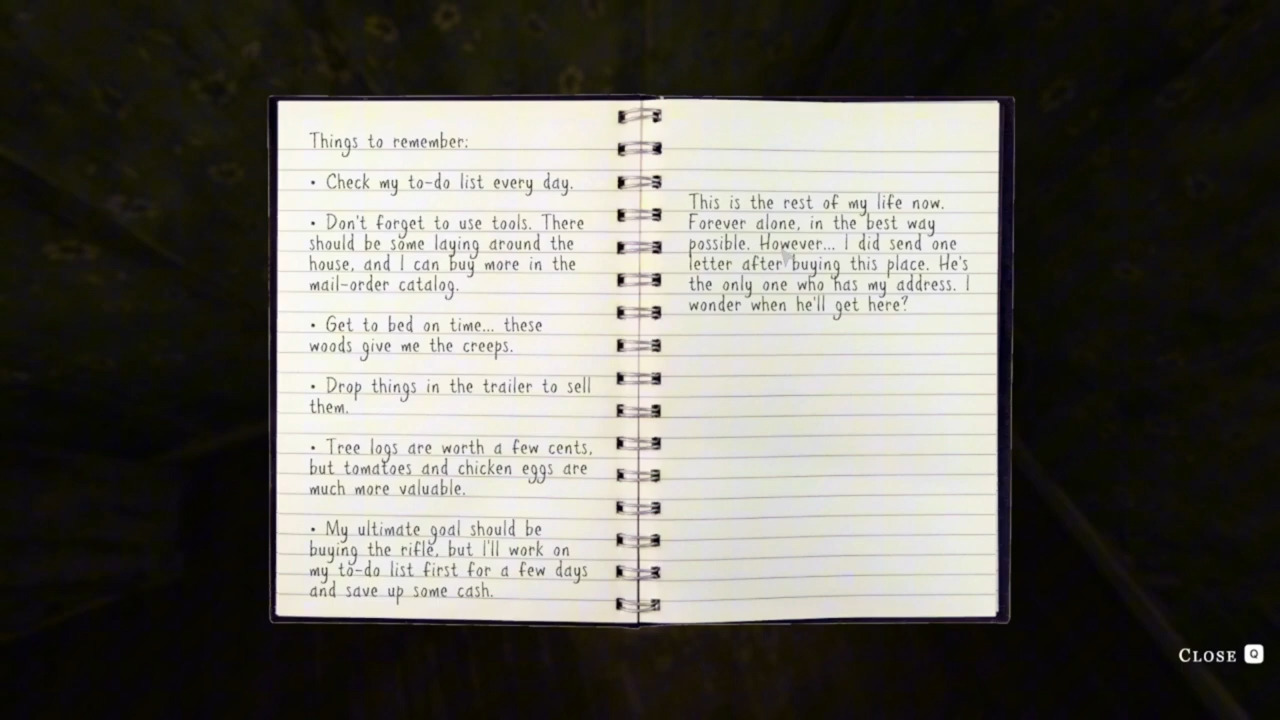 Things to remember:
• Check my to-do list every day.
• Don't forget to use tools. There
should be some laying around the
house, and I can buy more in the
mail-order catalog.
• Get to bed on time... these
woods give me the creeps.
• Drop things in the trailer to sell
them.
• Tree logs are worth a few cents,
but tomatoes and chicken eggs are
much more valuable.
• My ultimate goal should be
buying the rifle, but I'll work on
my to-do list first for a few days
and save up some cash.
This is the rest of my life now.
Forever alone, in the best way
possible. However... I did send one
letter after buying this place. He's
the only one who has my address. I
wonder when he'll get here?
CLOSE Q